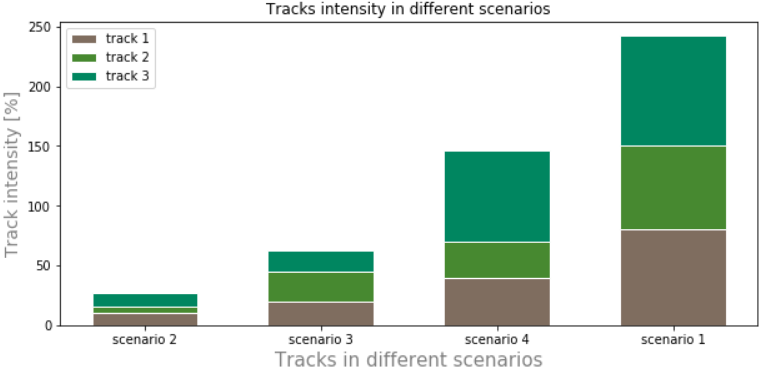 Tracks intensity in different scenarios
track 1
track 2
track 3
Track intensity [%]
250
200
150
100
50
0
scenario 2
scenario 3
scenario 4
scenario 1
Tracks in different scenarios